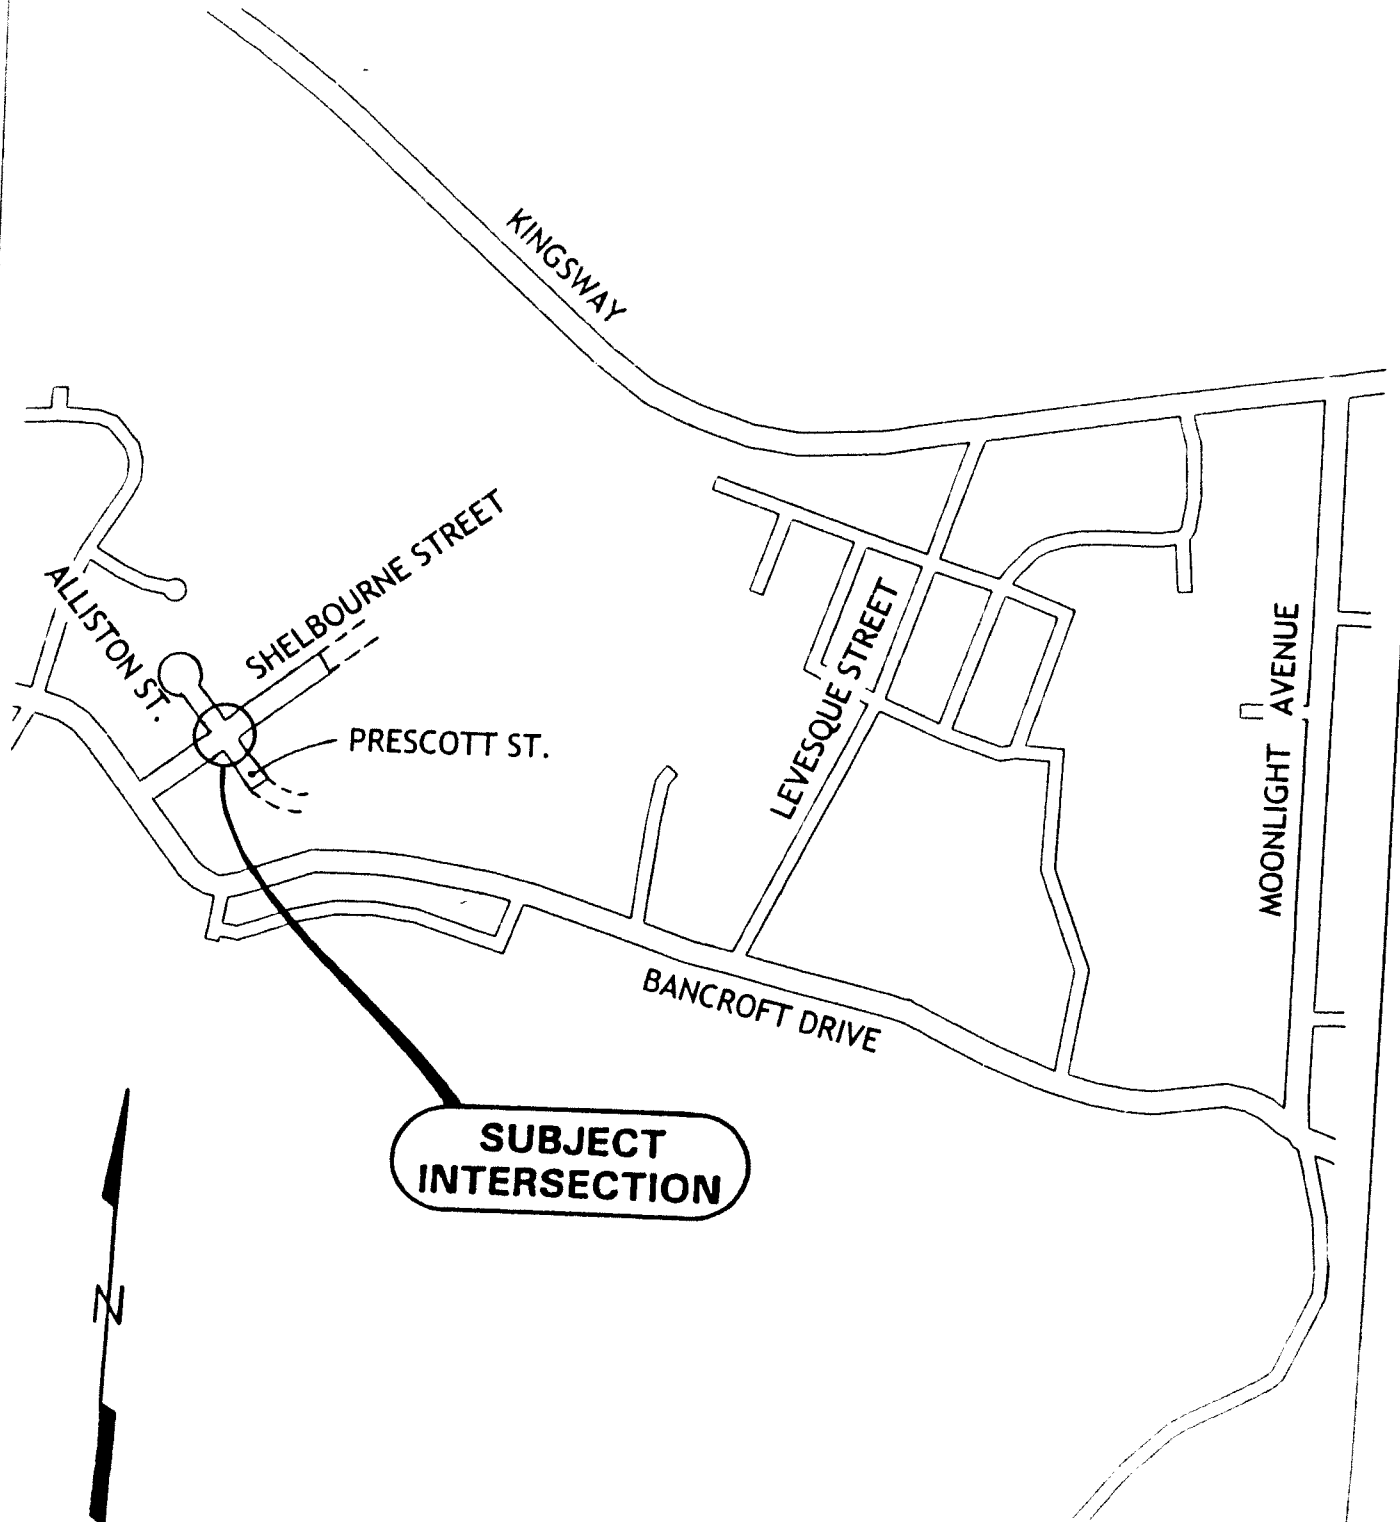 KINGSWAY
SHELBOURNE STREET
ALLISTON ST.
PRESCOTT ST.
LEVESQUE STREET
MOONLIGHT AVENUE
BANCROFT DRIVE
SUBJECT
INTERSECTION
N